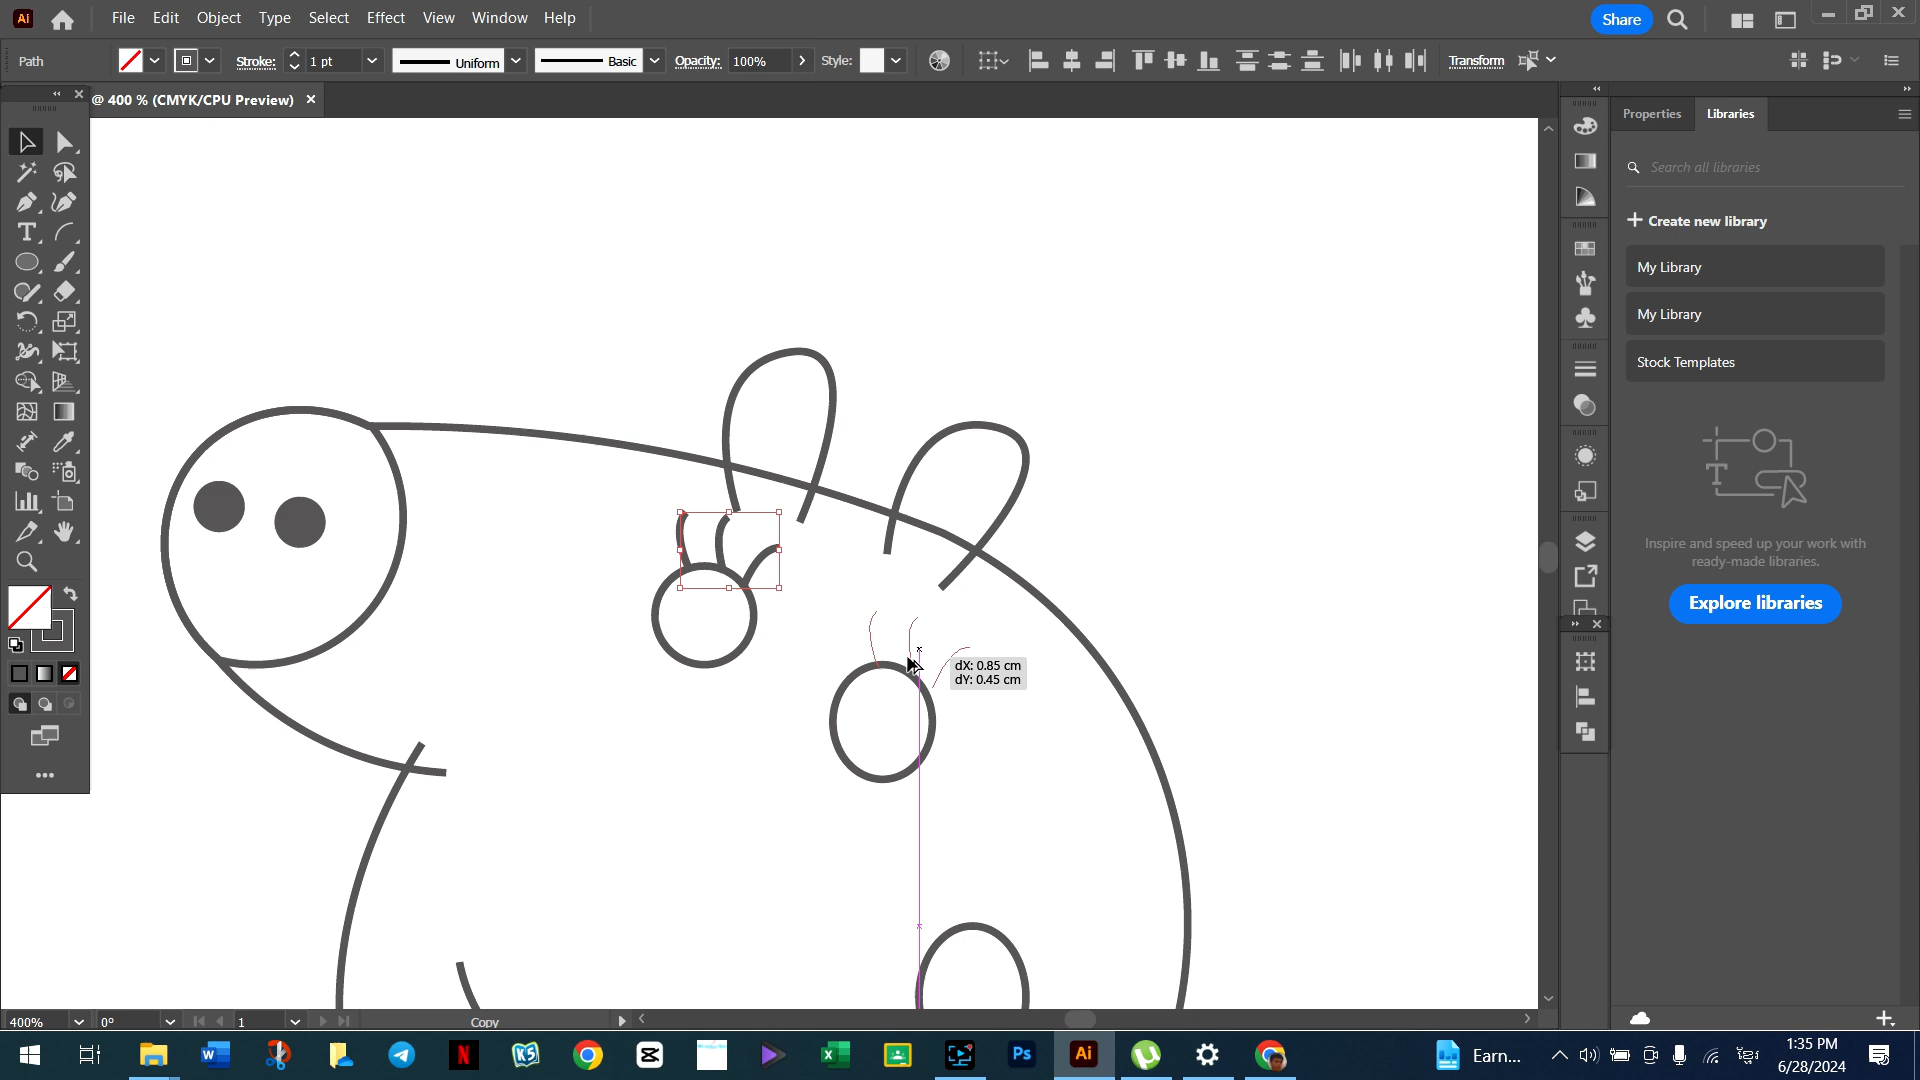 Ai File Edit Object Type Select Effect View Window Help Share
Path Stroke: 1 pt Uniform Basic Opacity: 100% Style: Transform
@ 400 % (CMYK/CPU Preview) ×
Properties Libraries
Search all libraries
+ Create new library
My Library
My Library
Stock Templates
Inspire and speed up your work with
ready-made libraries.
Explore libraries
dX: 0.85 cm
dY: 0.45 cm
400% 0° 1 Copy
Ps Ai Earn... 1:35 PM
6/28/2024